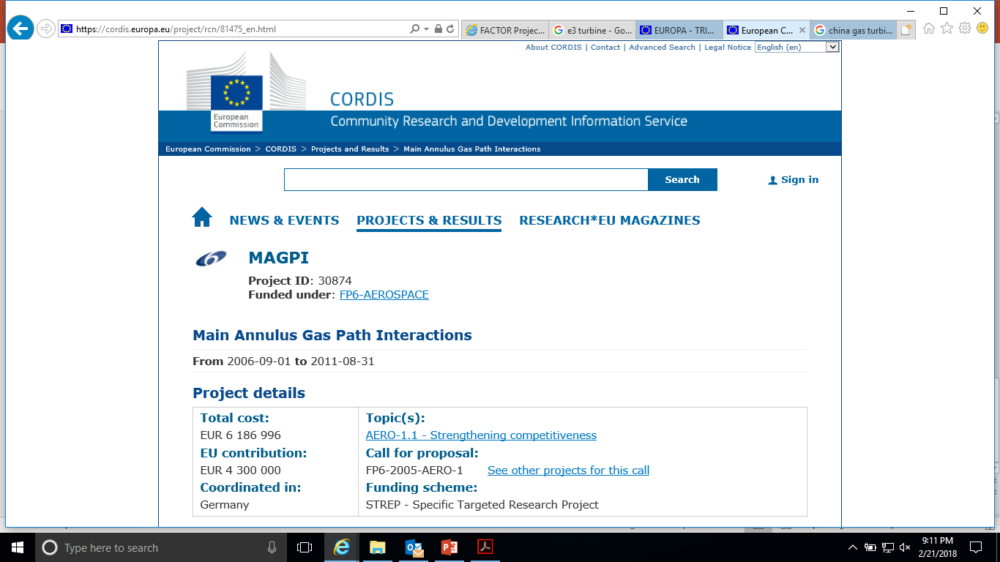 https://cordis.europa.eu/project/rcn/81475_en.html
FACTOR Projec...
e3 turbine - Go...
EUROPA - TRI...
European C...
china gas turbi...
About CORDIS | Contact | Advanced Search | Legal Notice English (en)
European
Commission
CORDIS
Community Research and Development Information Service
European Commission > CORDIS > Projects and Results > Main Annulus Gas Path Interactions
Search
Sign in
NEWS & EVENTS PROJECTS & RESULTS RESEARCH*EU MAGAZINES
6
MAGPI
Project ID: 30874
Funded under: FP6-AEROSPACE
Main Annulus Gas Path Interactions
From 2006-09-01 to 2011-08-31
Project details
Total cost:
EUR 6 186 996
EU contribution:
EUR 4 300 000
Coordinated in:
Germany
Topic(s):
AERO-1.1 - Strengthening competitiveness
Call for proposal:
FP6-2005-AERO-1 See other projects for this call
Funding scheme:
STREP - Specific Targeted Research Project
Type here to search
9:11 PM
2/21/2018